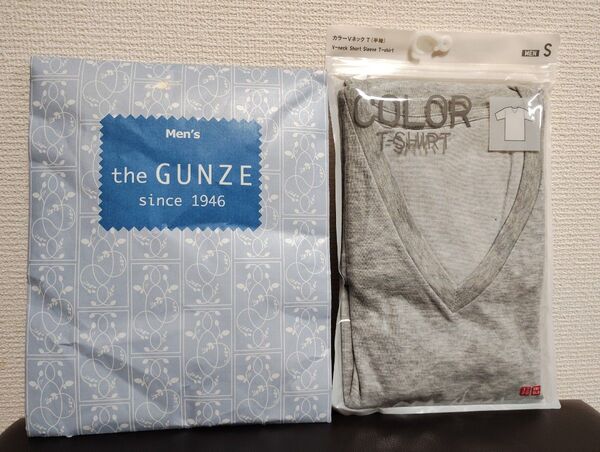 Men's
the GUNZE
since 1946
カラーVネックT(半袖)
V-neck Short Sleeve T-shirt
MEN S
COLOR
T-SHIRT